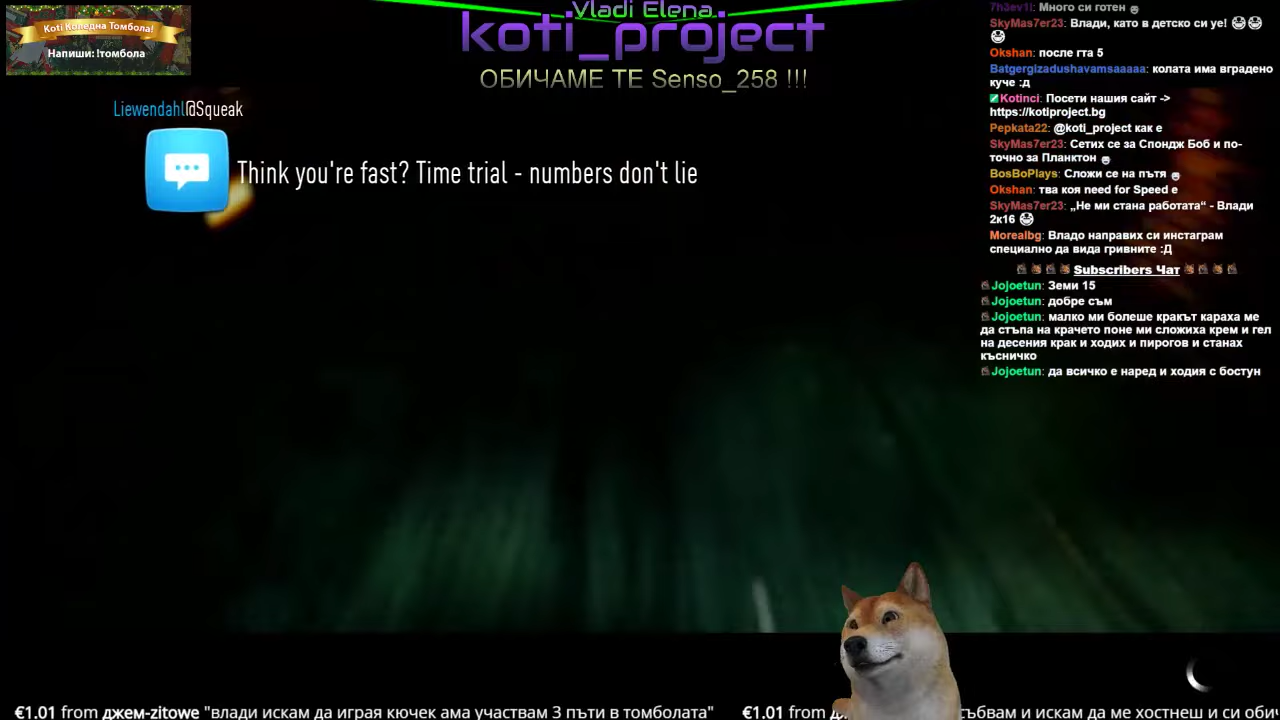 Koti Коледна Томбола!
Напиши: !томбола
Vladi Elena
koti_project
ОБИЧАМЕ ТЕ Senso_258 !!!
Liewendahl@Squeak
Think you're fast? Time trial - numbers don't lie
7h3ev1l: Много си готен
SkyMas7er23: Влади, като в детско си уе!
Okshan: после гта 5
Batgergizadushavamsaaaaa: колата има вградено
куче :д
Kotinci: Посети нашия сайт ->
https://kotiproject.bg
Pepkata22: @koti_project как е
SkyMas7er23: Сетих се за Спондж Боб и по-
точно за Планктон
BosBoPlays: Сложи се на пътя
Okshan: тва коя need for Speed е
SkyMas7er23: „Не ми стана работата“ - Влади
2к16
Morealbg: Владо направих си инстаграм
специално да вида гривните :Д
Subscribers Чат
Jojoetun: Земи 15
Jojoetun: добре съм
Jojoetun: малко ми болеше кракът караха ме
да стъпа на крачето поне ми сложиха крем и гел
на десения крак и ходих и пирогов и станах
късничко
Jojoetun: да всичко е наред и ходия с бостун
€1.01 from джем-zitowe "влади искам да играя кючек ама участвам 3 пъти в томболата" €1.01 from искам да ме хостнеш и си